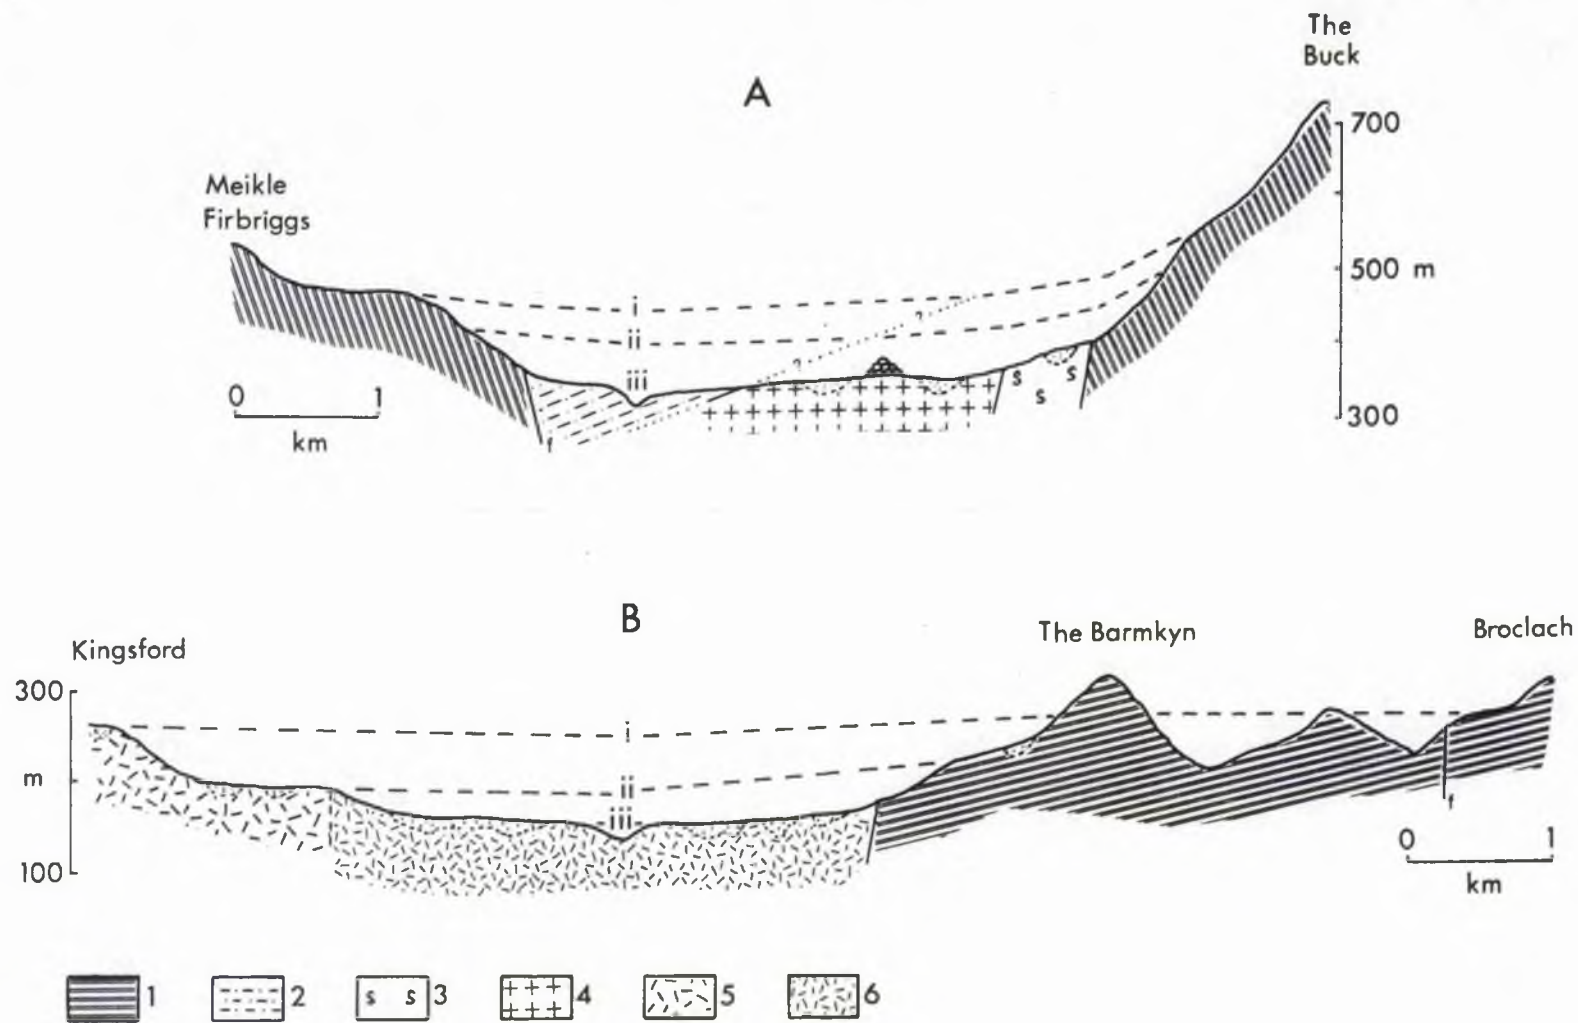 The
Buck
A
700
Meikle
Firbriggs
?
i
500 m
ii
?
iii
s
s
s
0 1
km
f
300
B
Kingsford
The Barmkyn
Broclach
300
i
m
ii
iii
f
0 1
km
100
1
2
s s 3
4
5
6